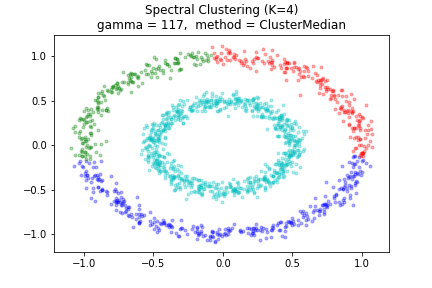 Spectral Clustering (K=4)
gamma = 117, method = ClusterMedian
1.0
0.5
0.0
−0.5
−1.0
−1.0 −0.5 0.0 0.5 1.0